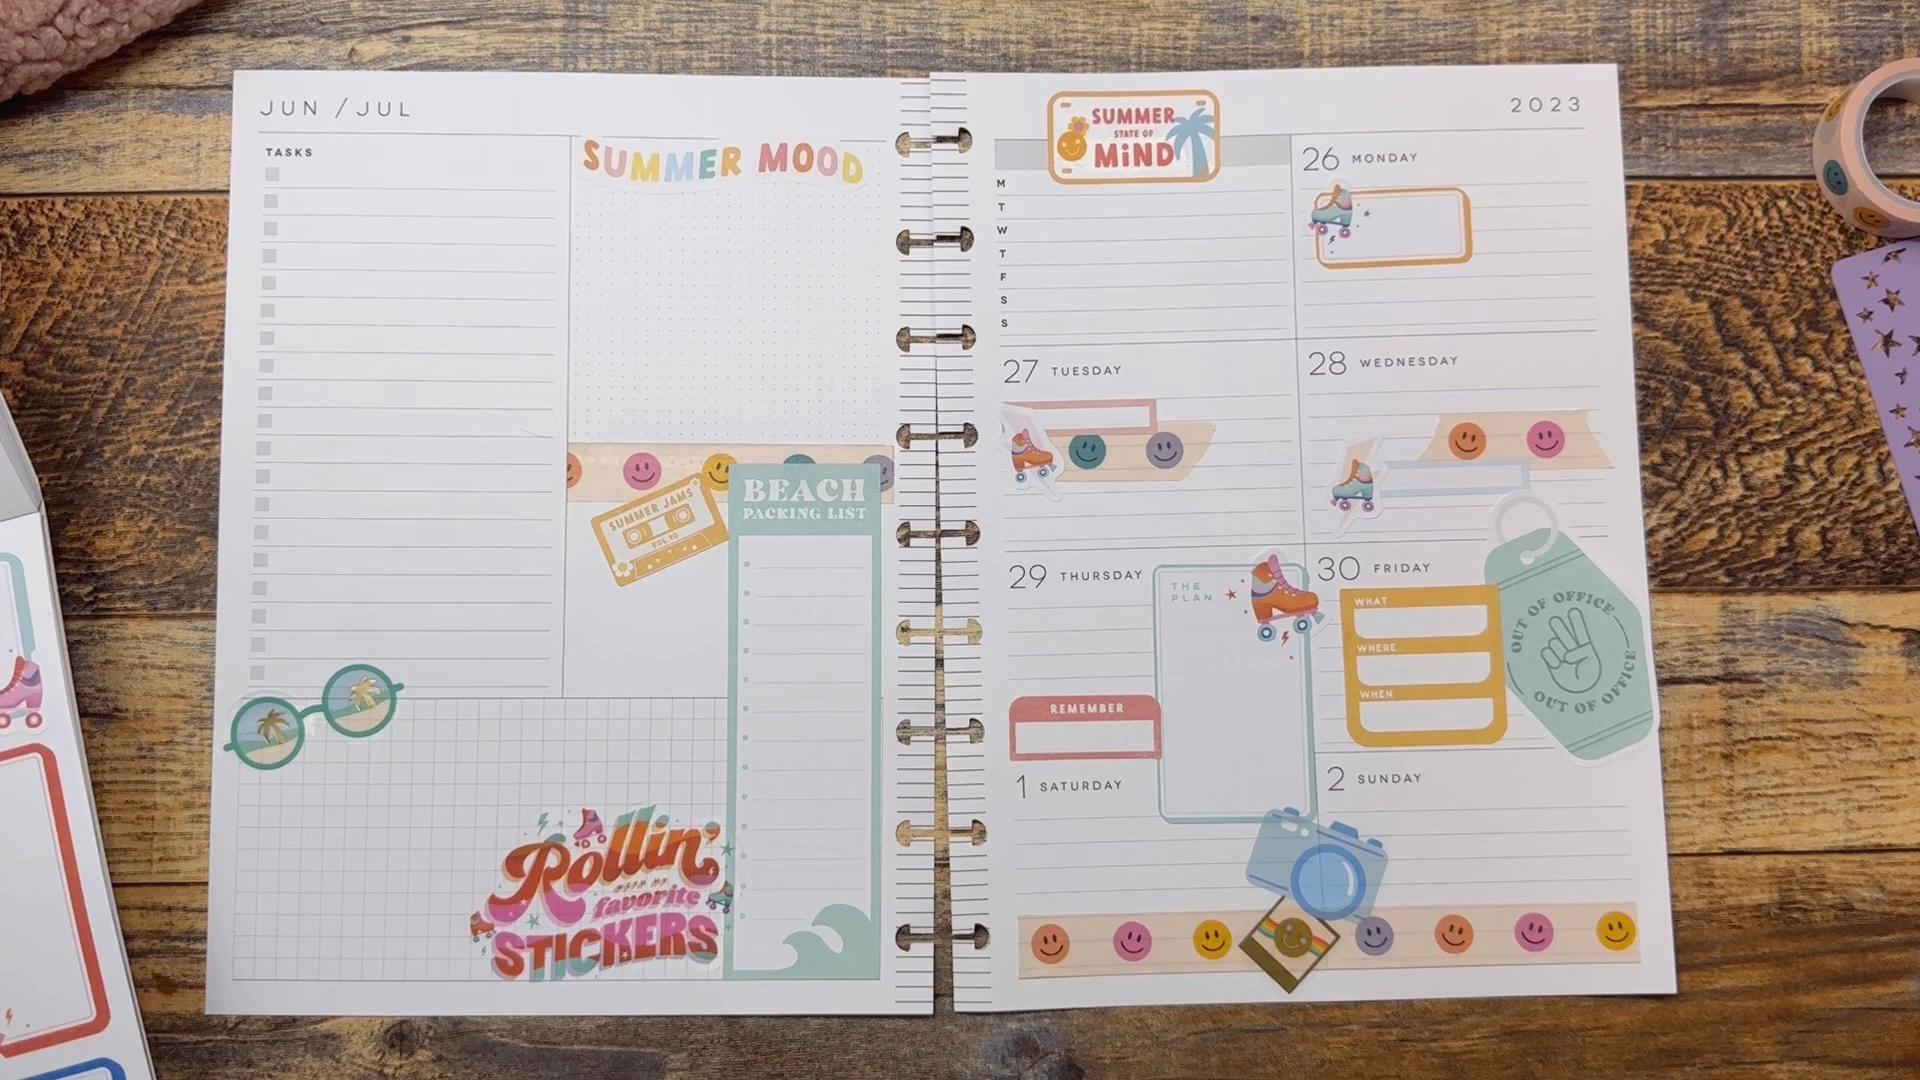 JUN / JUL
TASKS
SUMMER MOOD
SUMMER JAMS
VOL.10
BEACH
PACKING LIST
Rollin'
WITH MY
favorite
STICKERS
2023
SUMMER
STATE OF
MiND
M
T
W
T
F
S
S
26 MONDAY
27 TUESDAY
28 WEDNESDAY
29 THURSDAY
THE
PLAN
REMEMBER
30 FRIDAY
WHAT
WHERE
WHEN
OUT OF OFFICE
OUT OF OFFICE
1 SATURDAY
2 SUNDAY